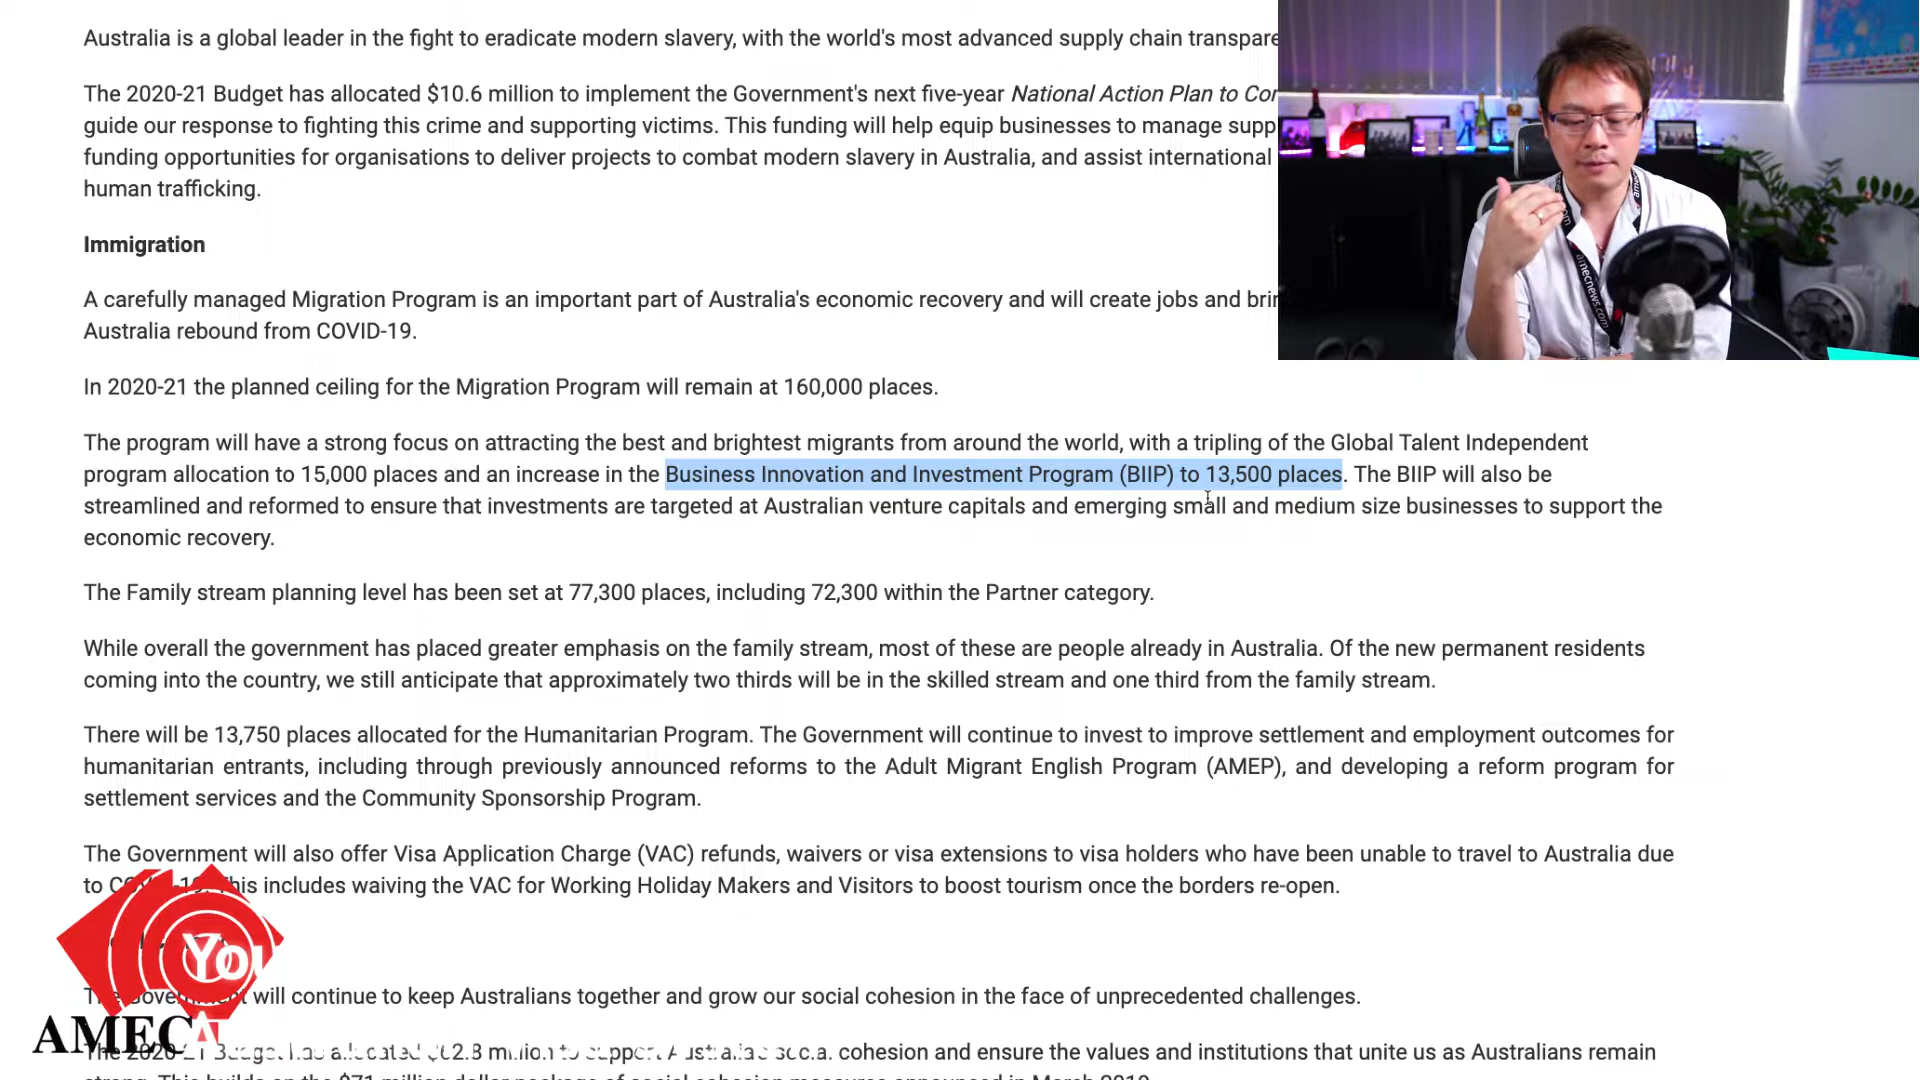 Australia is a global leader in the fight to eradicate modern slavery, with the world's most advanced supply chain
The 2020-21 Budget has allocated $10.6 million to implement the Government's next five-year National Action Plan to
guide our response to fighting this crime and supporting victims. This funding will help equip businesses to manage
funding opportunities for organisations to deliver projects to combat modern slavery in Australia, and assist international
human trafficking.
Immigration
A carefully managed Migration Program is an important part of Australia's economic recovery and will create jobs and
Australia rebound from COVID-19.
In 2020-21 the planned ceiling for the Migration Program will remain at 160,000 places.
The program will have a strong focus on attracting the best and brightest migrants from around the world, with a tripling of the Global Talent Independent
program allocation to 15,000 places and an increase in the Business Innovation and Investment Program (BIIP) to 13,500 places. The BIIP will also be
streamlined and reformed to ensure that investments are targeted at Australian venture capitals and emerging small and medium size businesses to support the
economic recovery.
The Family stream planning level has been set at 77,300 places, including 72,300 within the Partner category.
While overall the government has placed greater emphasis on the family stream, most of these are people already in Australia. Of the new permanent residents
coming into the country, we still anticipate that approximately two thirds will be in the skilled stream and one third from the family stream.
There will be 13,750 places allocated for the Humanitarian Program. The Government will continue to invest to improve settlement and employment outcomes for
humanitarian entrants, including through previously announced reforms to the Adult Migrant English Program (AMEP), and developing a reform program for
settlement services and the Community Sponsorship Program.
The Government will also offer Visa Application Charge (VAC) refunds, waivers or visa extensions to visa holders who have been unable to travel to Australia due
to This includes waiving the VAC for Working Holiday Makers and Visitors to boost tourism once the borders re-open.
will continue to keep Australians together and grow our social cohesion in the face of unprecedented challenges.
AMEC
cohesion and ensure the values and institutions that unite us as Australians remain
amecnews.com